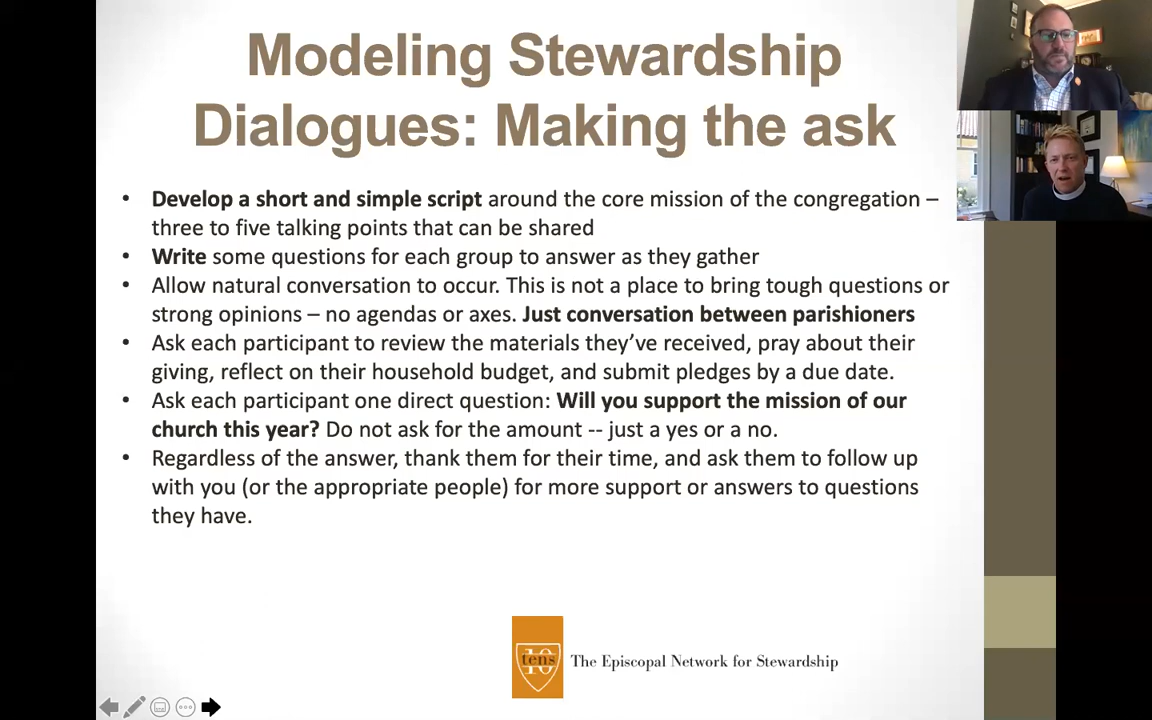 Modeling Stewardship
Dialogues: Making the ask
• Develop a short and simple script around the core mission of the congregation –
three to five talking points that can be shared
• Write some questions for each group to answer as they gather
• Allow natural conversation to occur. This is not a place to bring tough questions or
strong opinions – no agendas or axes. Just conversation between parishioners
• Ask each participant to review the materials they’ve received, pray about their
giving, reflect on their household budget, and submit pledges by a due date.
• Ask each participant one direct question: Will you support the mission of our
church this year? Do not ask for the amount -- just a yes or a no.
• Regardless of the answer, thank them for their time, and ask them to follow up
with you (or the appropriate people) for more support or answers to questions
they have.
tens
10
The Episcopal Network for Stewardship